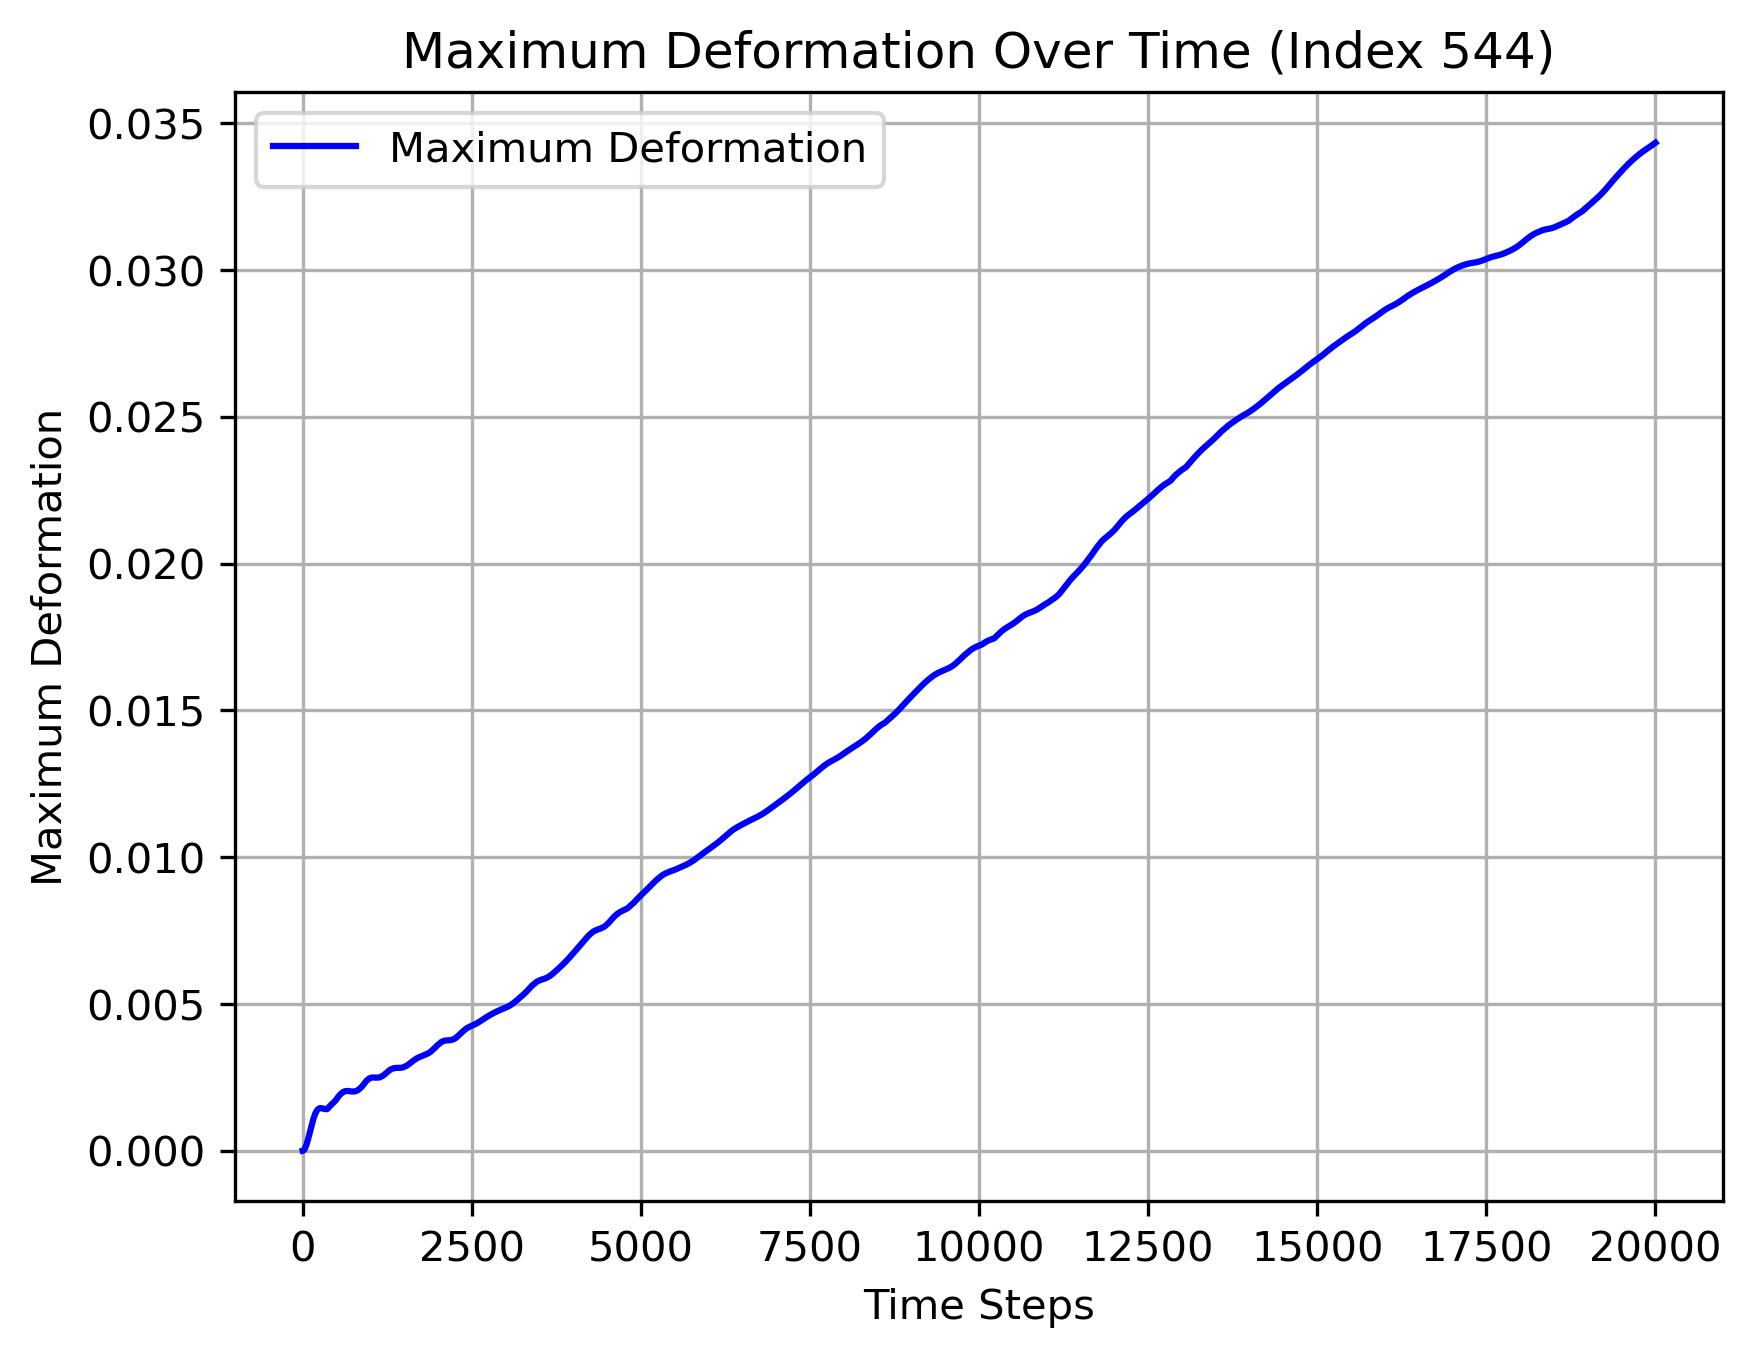 Maximum Deformation Over Time (Index 544)
Maximum Deformation
0.035
0.030
0.025
0.020
0.015
0.010
0.005
0.000
Maximum Deformation
0 2500 5000 7500 10000 12500 15000 17500 20000
Time Steps